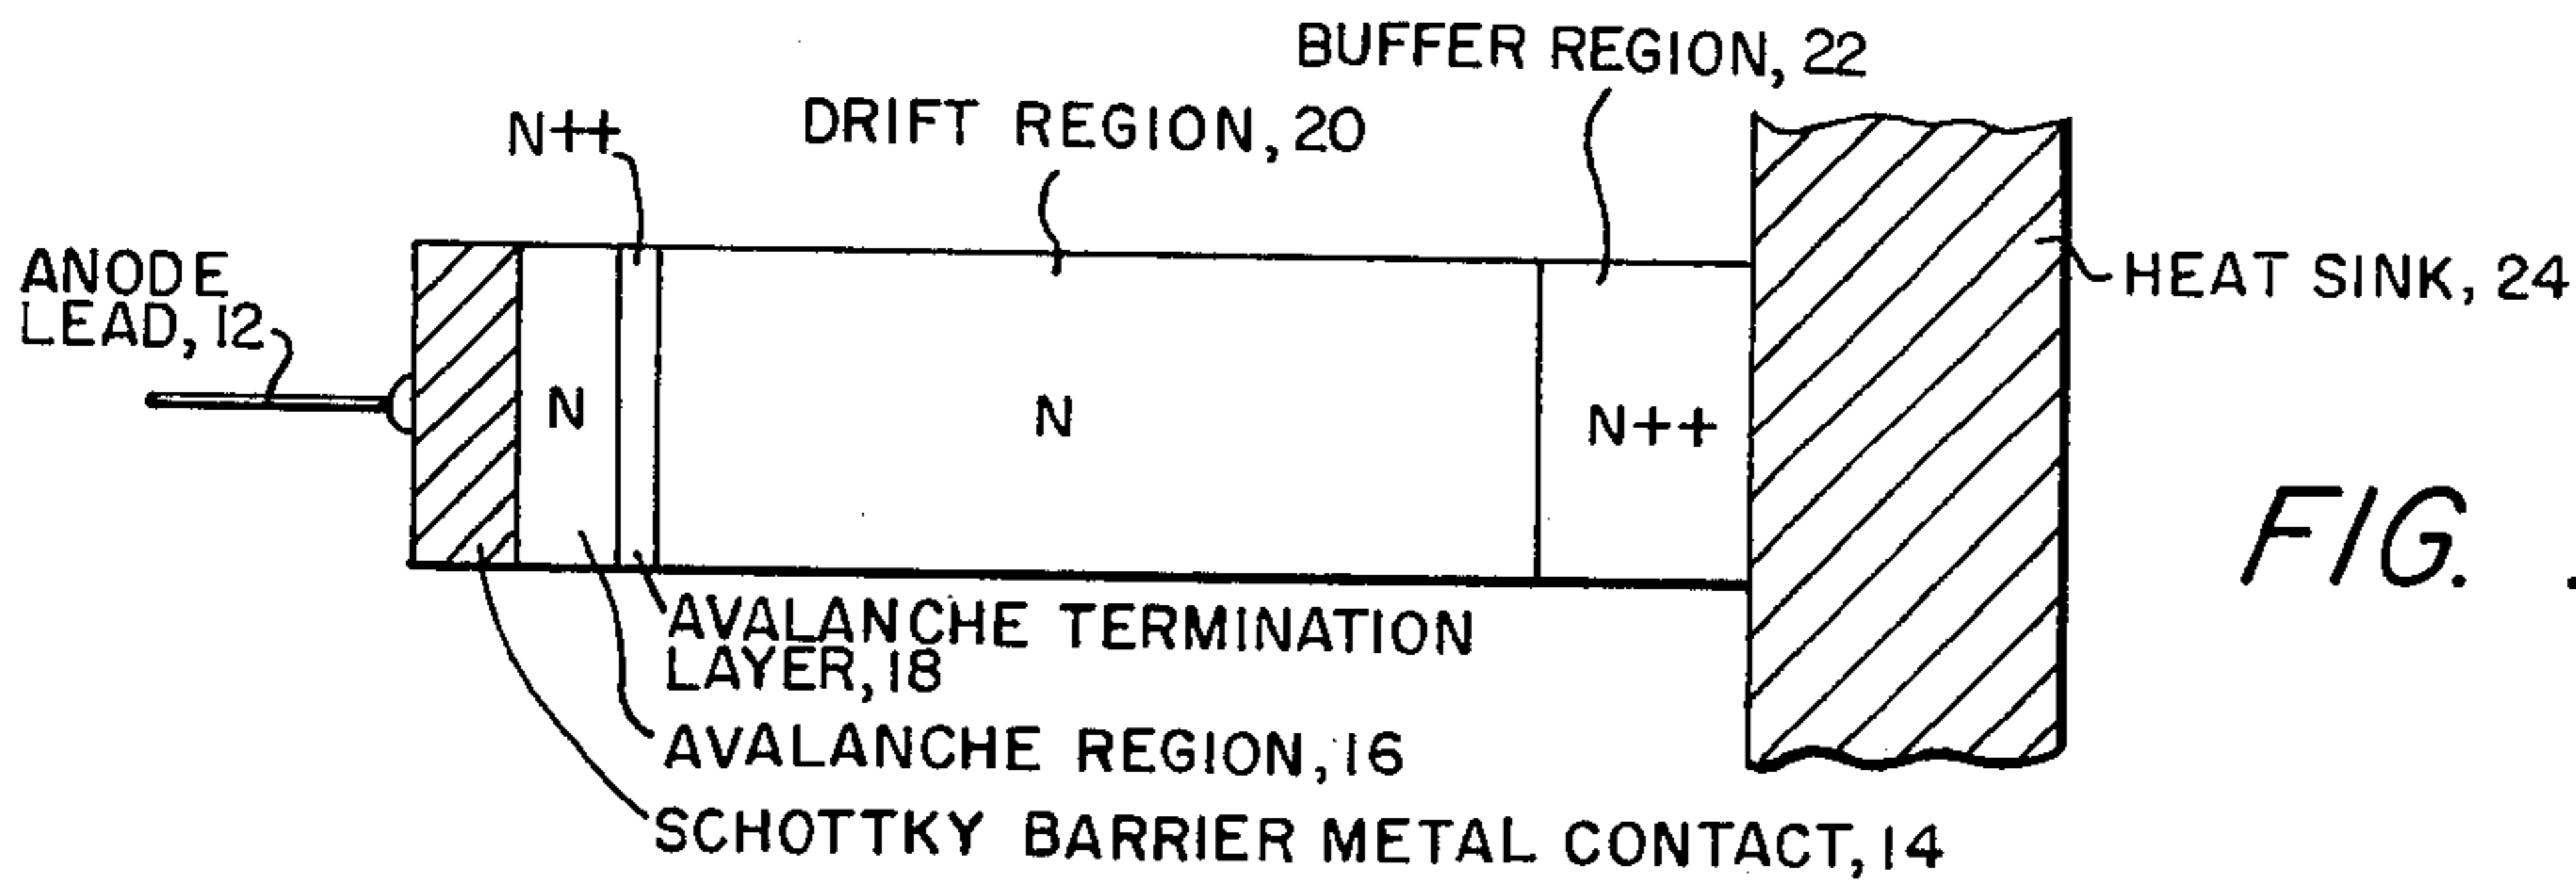 BUFFER REGION, 22
N++
DRIFT REGION, 20
ANODE
LEAD, 12
HEAT SINK, 24
N
N
N++
FIG.
AVALANCHE TERMINATION
LAYER, 18
AVALANCHE REGION, 16
SCHOTTKY BARRIER METAL CONTACT, 14